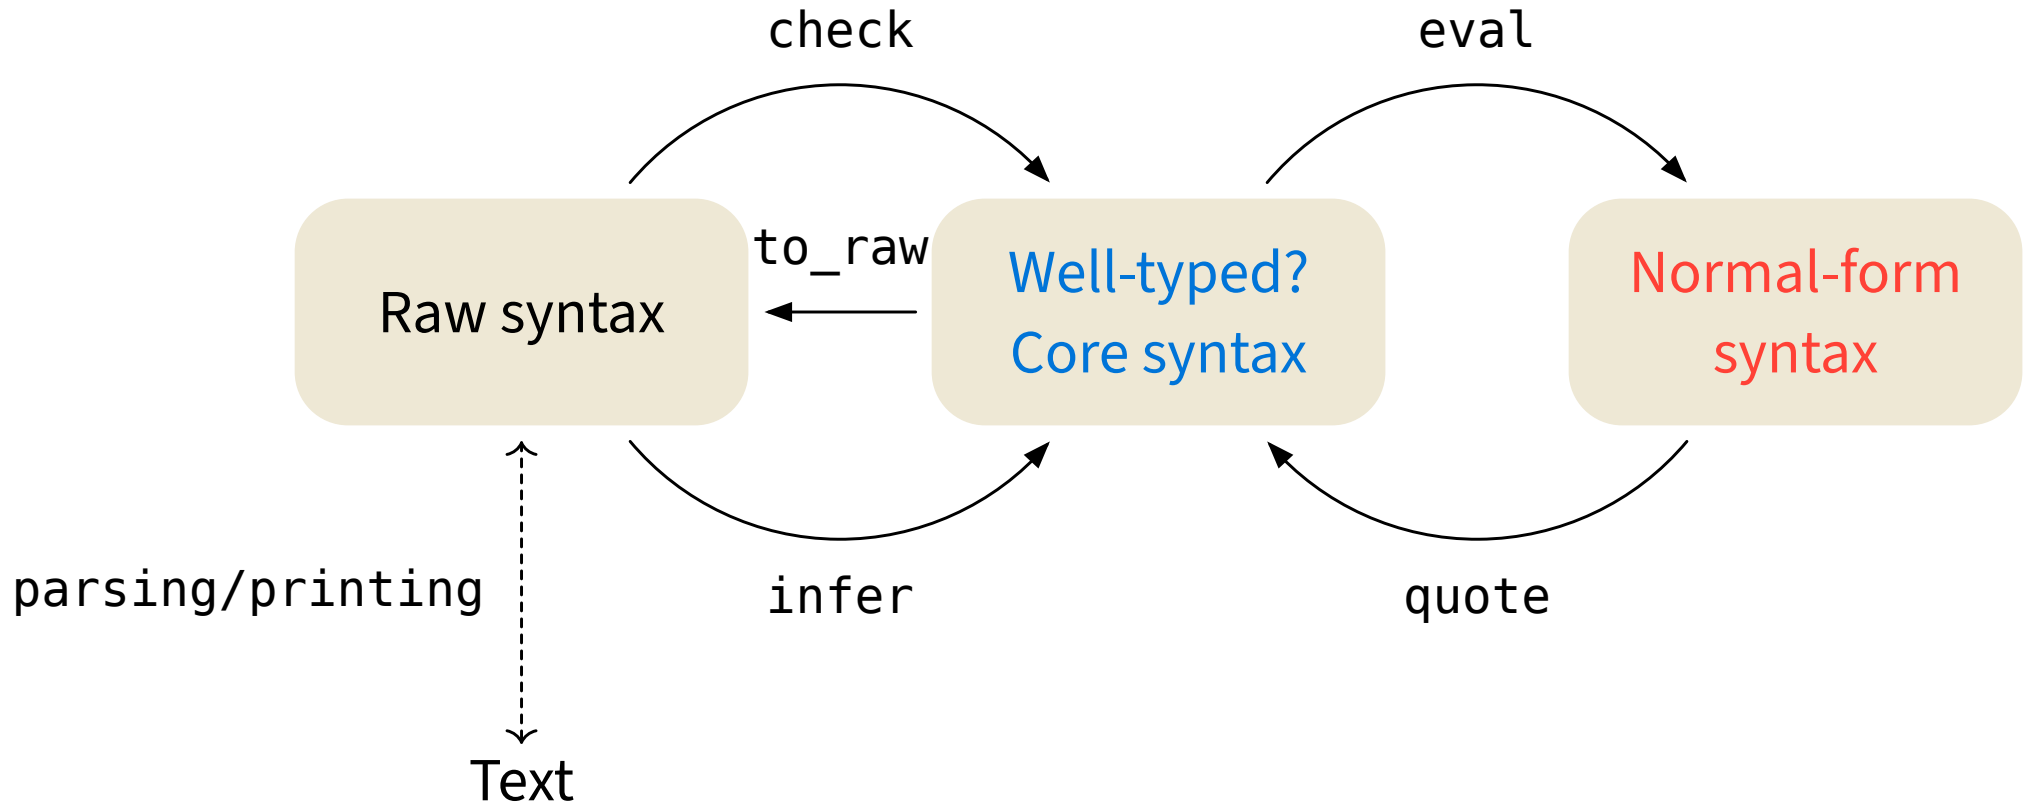 check
eval
to_raw
Raw syntax
Well-typed?
Core syntax
Normal-form
syntax
parsing/printing
infer
quote
Text